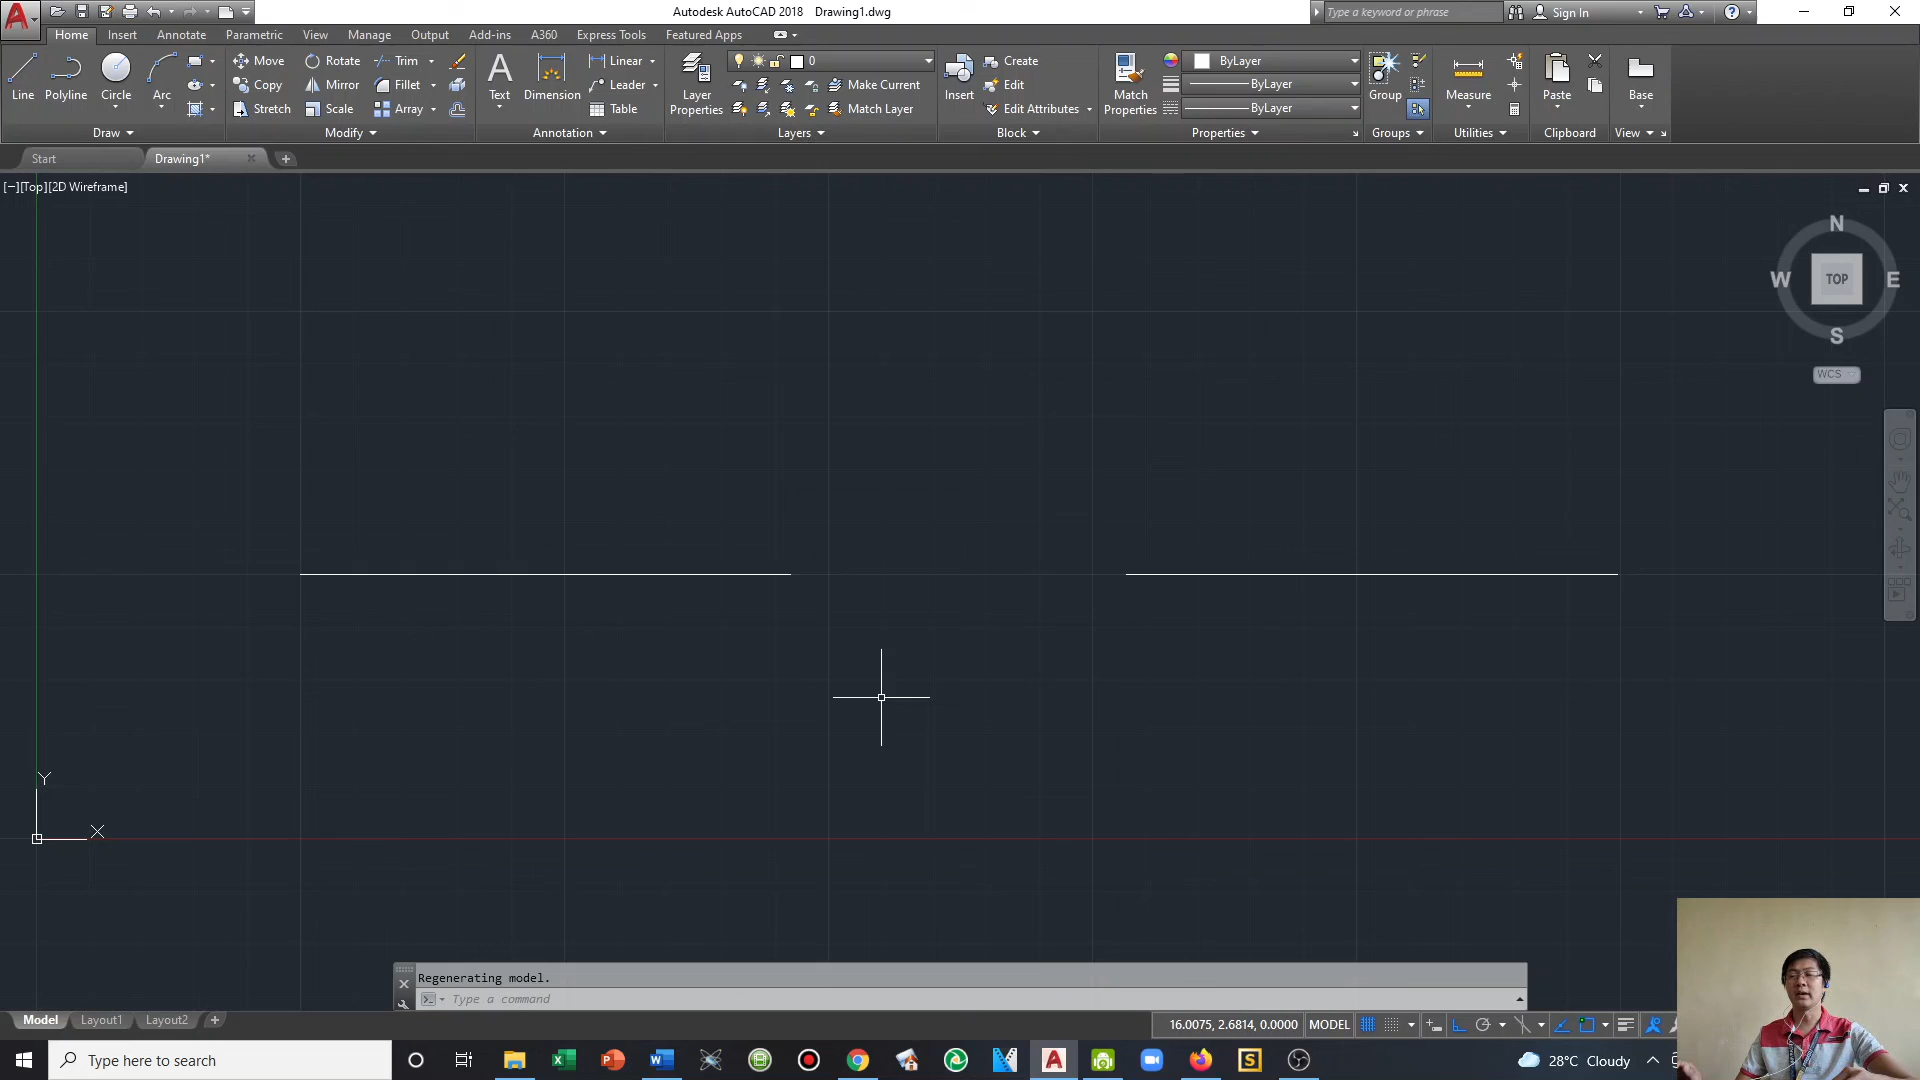 Autodesk AutoCAD 2018 Drawing1.dwg
Type a keyword or phrase
Sign In
Home Insert Annotate Parametric View Manage Output Add-ins A360 Express Tools Featured Apps
Line Polyline Circle Arc
Move Rotate Trim
Copy Mirror Fillet
Stretch Scale Array
Text Dimension
Linear
Leader
Table
Layer Properties
0
Make Current
Match Layer
Insert
Create
Edit
Edit Attributes
Match Properties
ByLayer
ByLayer
ByLayer
Group
Measure
Paste
Base
Draw Modify Annotation Layers Block Properties Groups Utilities Clipboard View
Start Drawing1*
[−][Top][2D Wireframe]
N
W TOP E
S
WCS
Y
X
Regenerating model.
Type a command
Model Layout1 Layout2
16.0075, 2.6814, 0.0000 MODEL
Type here to search
28°C Cloudy